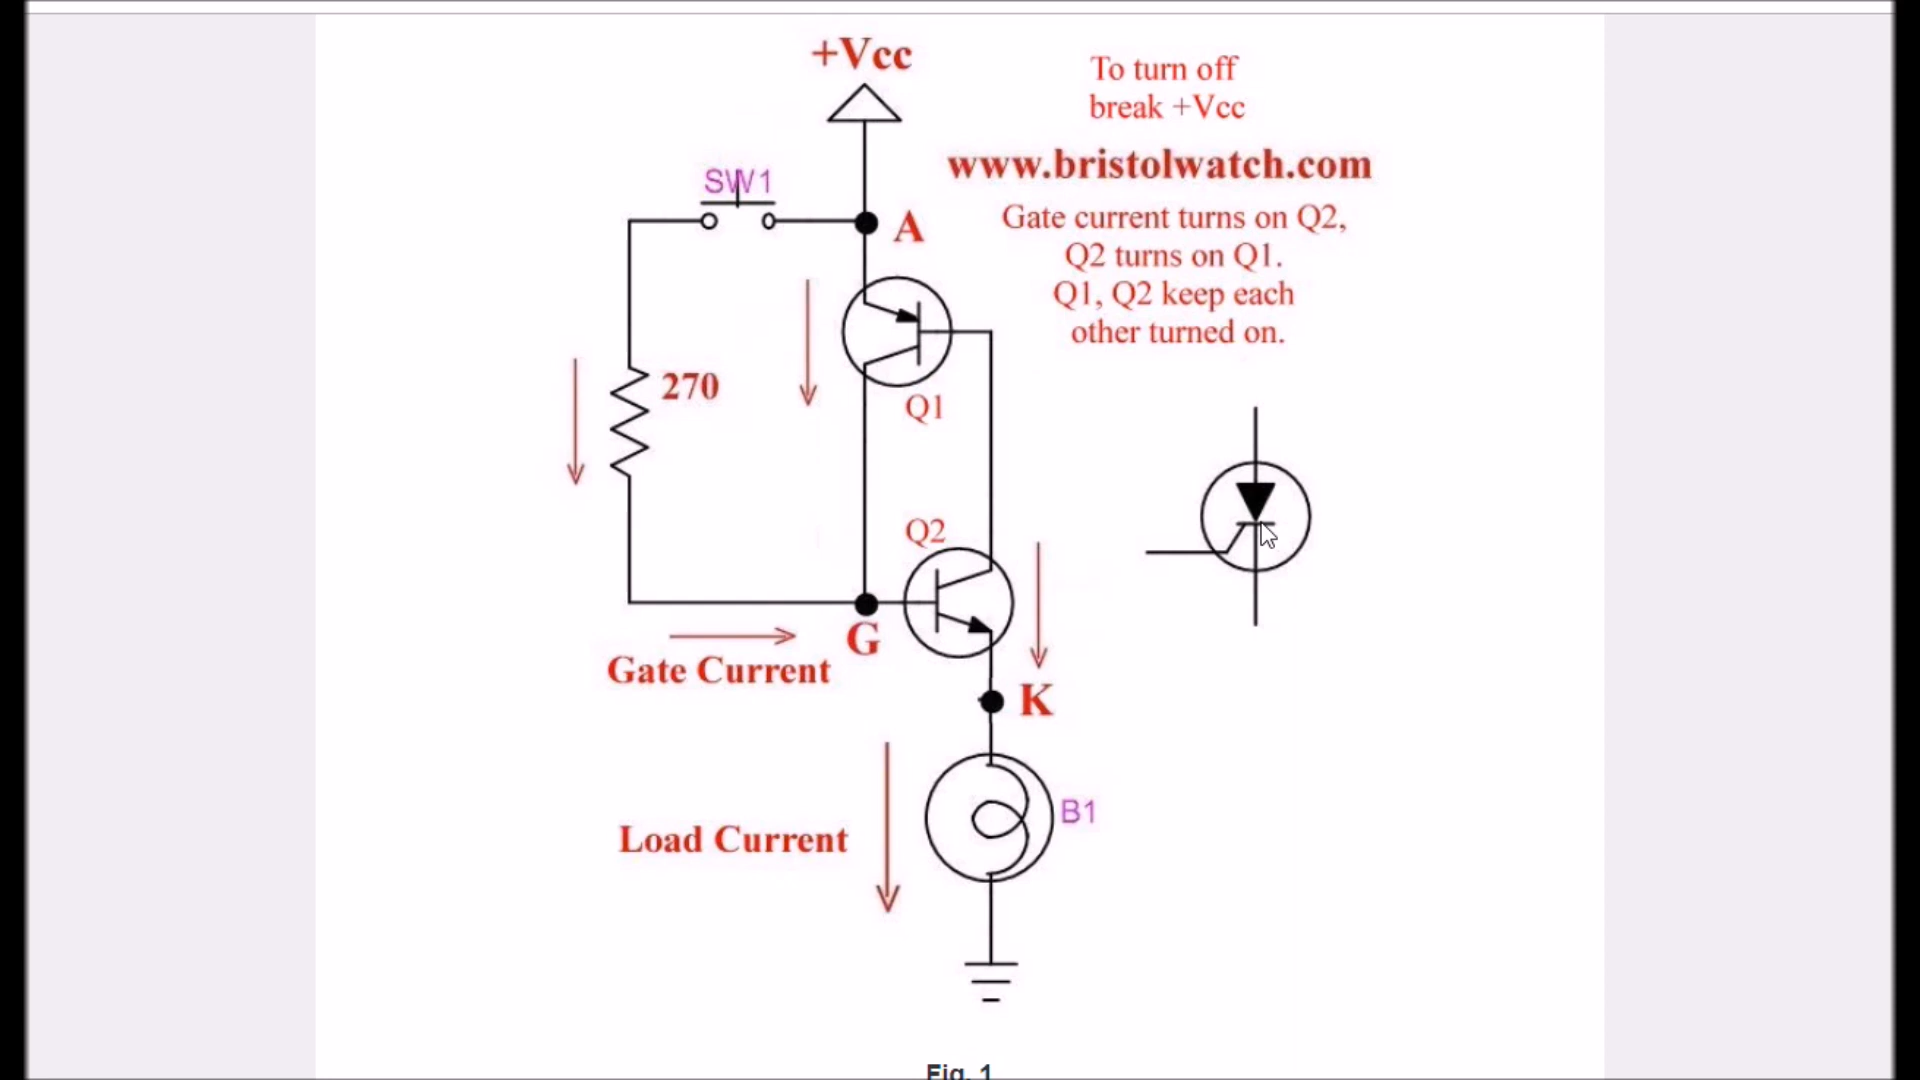 +Vcc
To turn off
break +Vcc
www.bristolwatch.com
SW1
A
Gate current turns on Q2,
Q2 turns on Q1.
Q1, Q2 keep each
other turned on.
270
Q1
Q2
G
Gate Current
K
B1
Load Current
Fig. 1